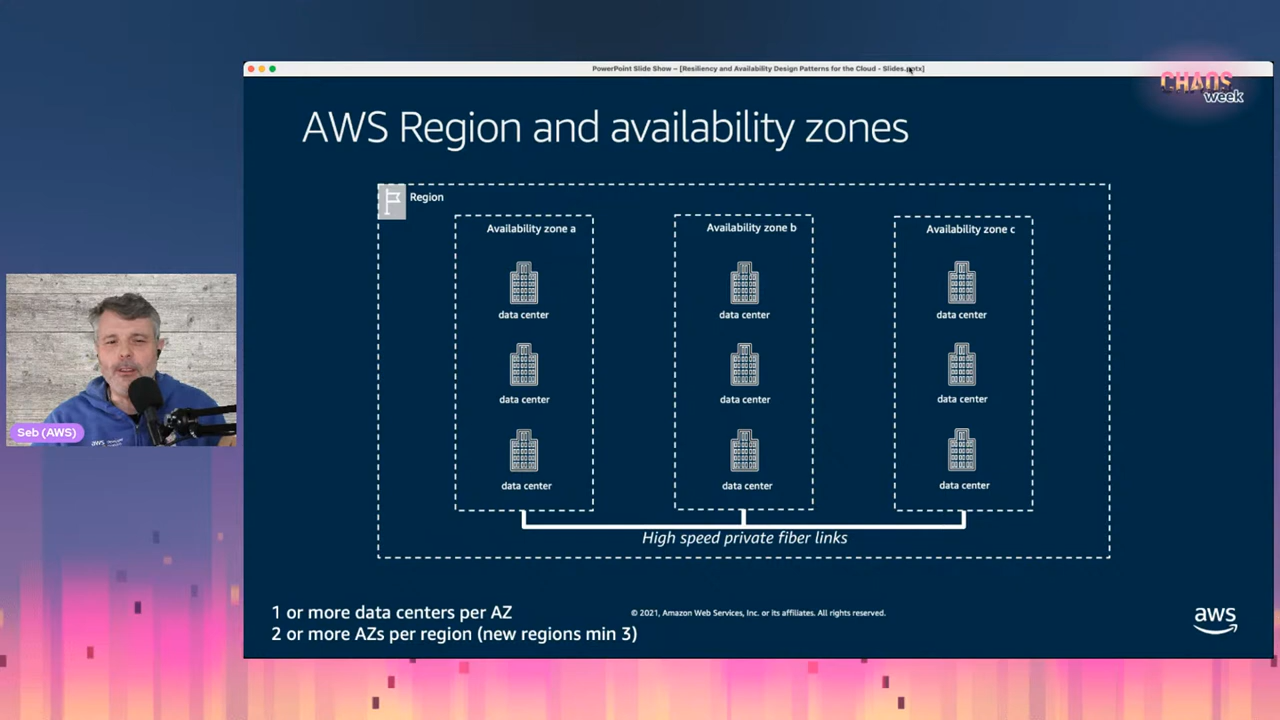 PowerPoint Slide Show – [Resiliency and Availability Design Patterns for the Cloud - Slides.pptx]
CHAOS
week
AWS Region and availability zones
Region
Availability zone a
Availability zone b
Availability zone c
data center
data center
data center
data center
data center
data center
data center
data center
data center
High speed private fiber links
Seb (AWS)
aws
1 or more data centers per AZ
2 or more AZs per region (new regions min 3)
© 2021, Amazon Web Services, Inc. or its affiliates. All rights reserved.
aws